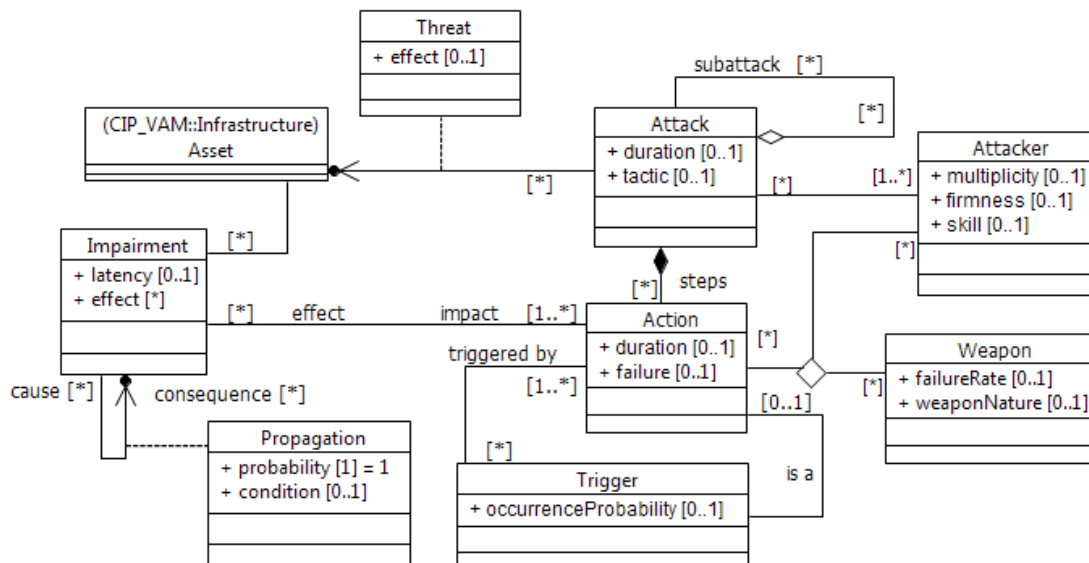 Threat
+ effect [0..1]
subattack [*]
[*]
(CIP_VAM::Infrastructure)
Asset
Attack
+ duration [0..1]
+ tactic [0..1]
[*]
[*]
[1..*]
Attacker
+ multiplicity [0..1]
+ firmness [0..1]
+ skill [0..1]
[*]
Impairment
+ latency [0..1]
+ effect [*]
[*]
[*]
steps
[*]
effect
impact
[1..*]
Action
+ duration [0..1]
+ failure [0..1]
[*]
Weapon
+ failureRate [0..1]
+ weaponNature [0..1]
[*]
triggered by
[1..*]
[0..1]
cause [*]
consequence [*]
Propagation
+ probability [1] = 1
+ condition [0..1]
[*]
is a
Trigger
+ occurrenceProbability [0..1]